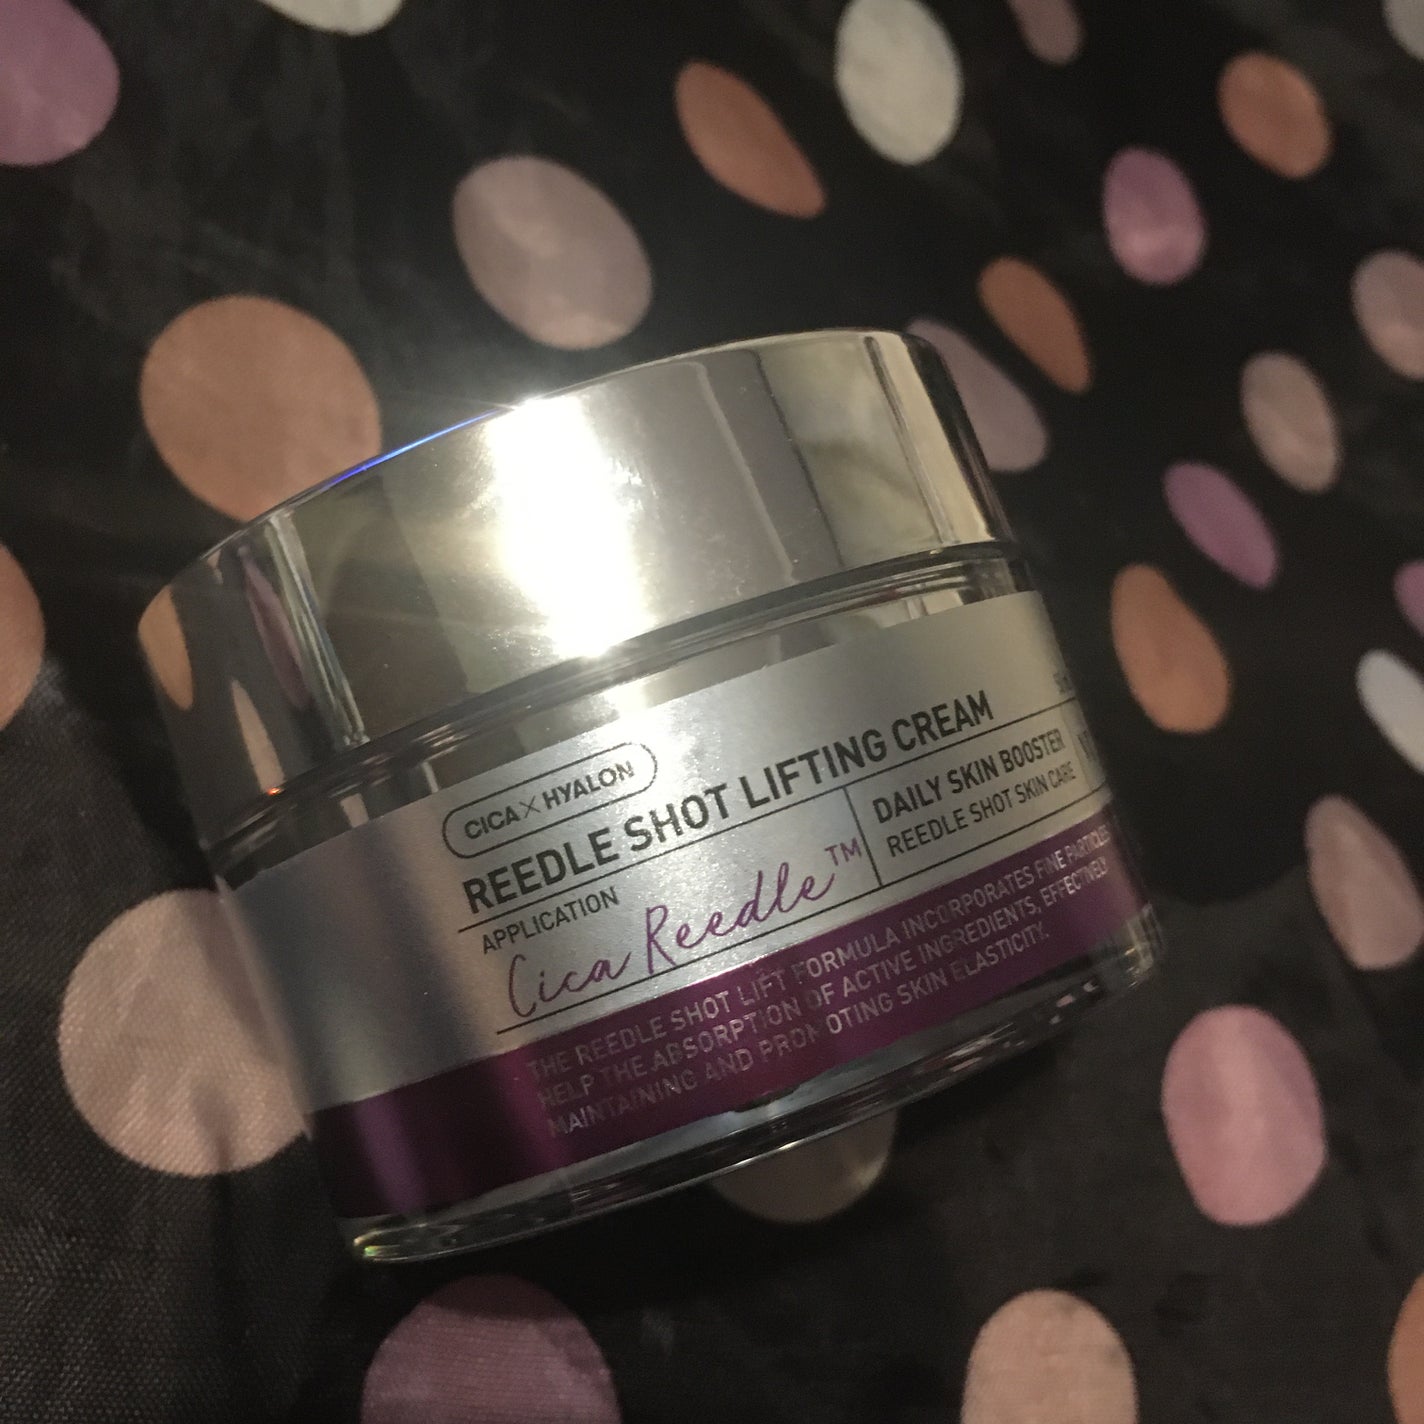 CICA X HYALON
REEDLE SHOT LIFTING CREAM
APPLICATION
Cica Reedle™
DAILY SKIN BOOSTER
REEDLE SHOT SKIN CARE
THE REEDLE SHOT LIFT FORMULA INCORPORATES FINE PARTICLES
HELP THE ABSORPTION OF ACTIVE INGREDIENTS, EFFECTIVELY
MAINTAINING AND PROMOTING SKIN ELASTICITY.